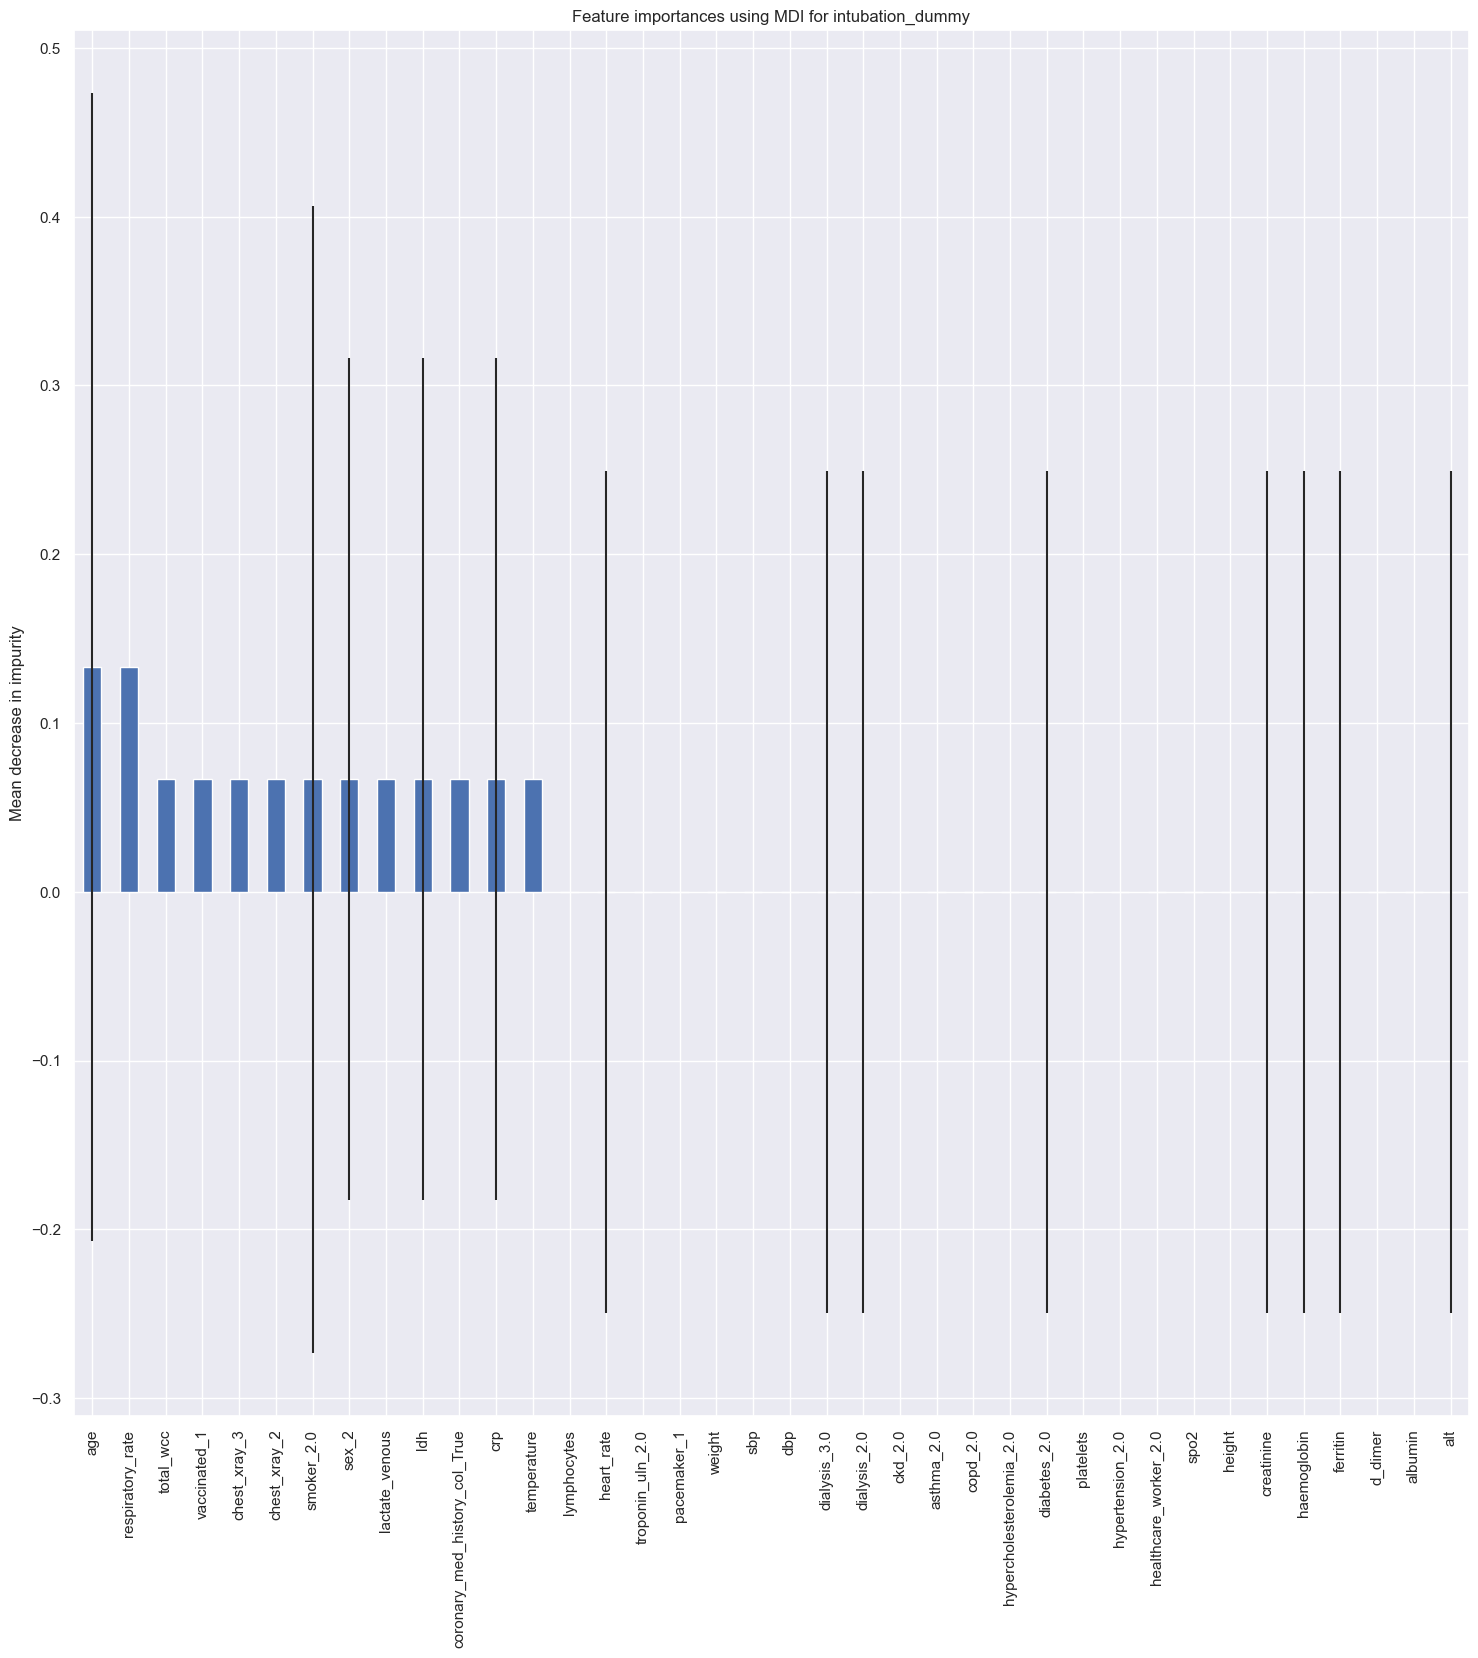 Feature importances using MDI for intubation_dummy
Mean decrease in impurity
0.5
0.4
0.3
0.2
0.1
0.0
−0.1
−0.2
−0.3
age
respiratory_rate
total_wcc
vaccinated_1
chest_xray_3
chest_xray_2
smoker_2.0
sex_2
lactate_venous
ldh
coronary_med_history_col_True
crp
temperature
lymphocytes
heart_rate
troponin_uln_2.0
pacemaker_1
weight
sbp
dbp
dialysis_3.0
dialysis_2.0
ckd_2.0
asthma_2.0
copd_2.0
hypercholesterolemia_2.0
diabetes_2.0
platelets
hypertension_2.0
healthcare_worker_2.0
spo2
height
creatinine
haemoglobin
ferritin
d_dimer
albumin
alt